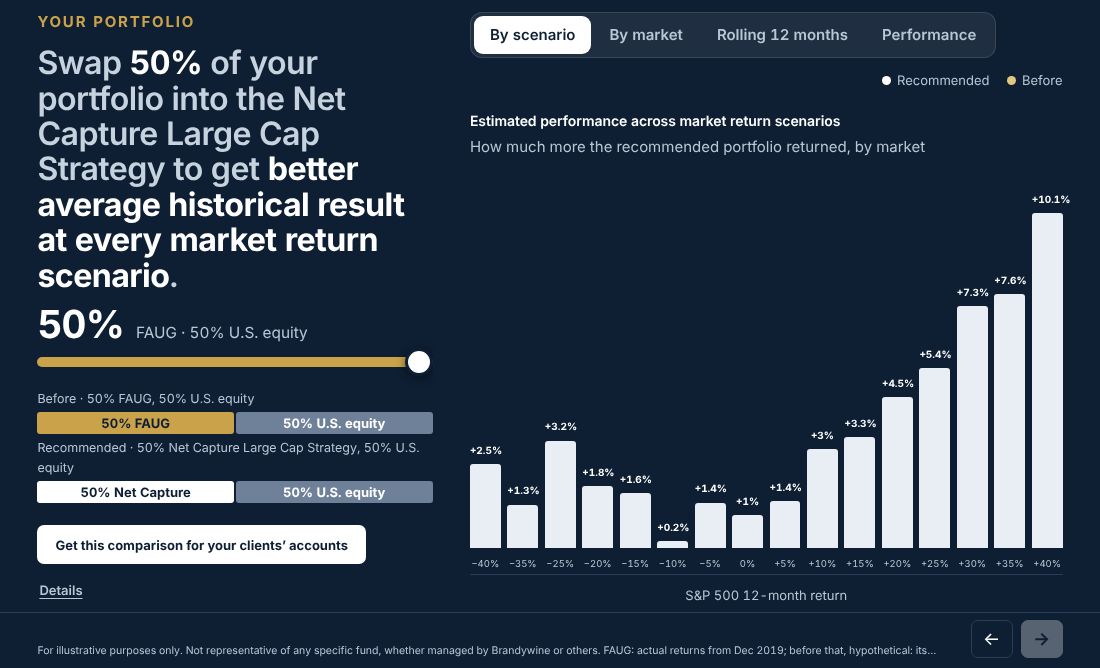 YOUR PORTFOLIO
Swap 50% of your
portfolio into the Net
Capture Large Cap
Strategy to get better
average historical result
at every market return
scenario.
50% FAUG · 50% U.S. equity
Before · 50% FAUG, 50% U.S. equity
50% FAUG 50% U.S. equity
Recommended · 50% Net Capture Large Cap Strategy, 50% U.S.
equity
50% Net Capture 50% U.S. equity
Get this comparison for your clients’ accounts
Details
By scenario By market Rolling 12 months Performance
Recommended Before
Estimated performance across market return scenarios
How much more the recommended portfolio returned, by market
+2.5% +1.3% +3.2% +1.8% +1.6% +0.2% +1.4% +1% +1.4% +3% +3.3% +4.5% +5.4% +7.3% +7.6% +10.1%
−40% −35% −25% −20% −15% −10% −5% 0% +5% +10% +15% +20% +25% +30% +35% +40%
S&P 500 12-month return
For illustrative purposes only. Not representative of any specific fund, whether managed by Brandywine or others. FAUG: actual returns from Dec 2019; before that, hypothetical: its…